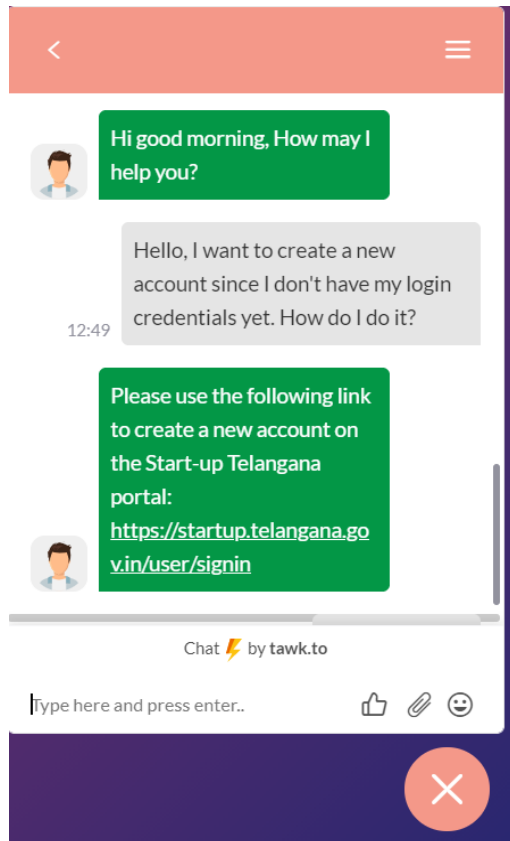 Hi good morning, How may I
help you?
Hello, I want to create a new
account since I don't have my login
credentials yet. How do I do it?
12:49
Please use the following link
to create a new account on
the Start-up Telangana
portal:
https://startup.telangana.go
v.in/user/signin
Chat by tawk.to
Type here and press enter..